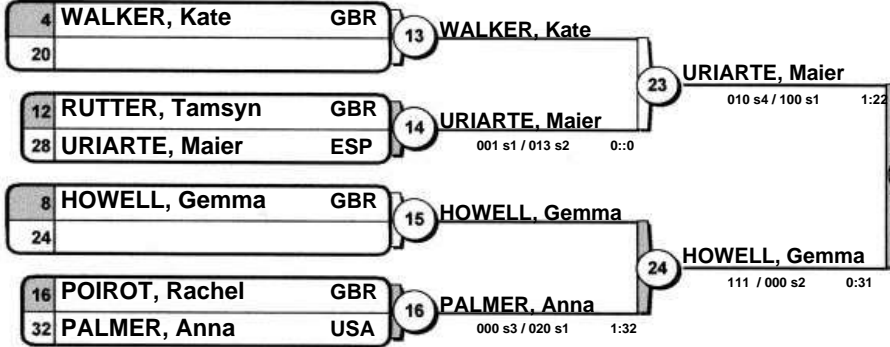 4 WALKER, Kate GBR
20
13 WALKER, Kate
12 RUTTER, Tamsyn GBR
28 URIARTE, Maier ESP
14 URIARTE, Maier
001 s1 / 013 s2 0::0
23 URIARTE, Maier
010 s4 / 100 s1 1:22
8 HOWELL, Gemma GBR
24
15 HOWELL, Gemma
16 POIROT, Rachel GBR
32 PALMER, Anna USA
16 PALMER, Anna
000 s3 / 020 s1 1:32
24 HOWELL, Gemma
111 / 000 s2 0:31